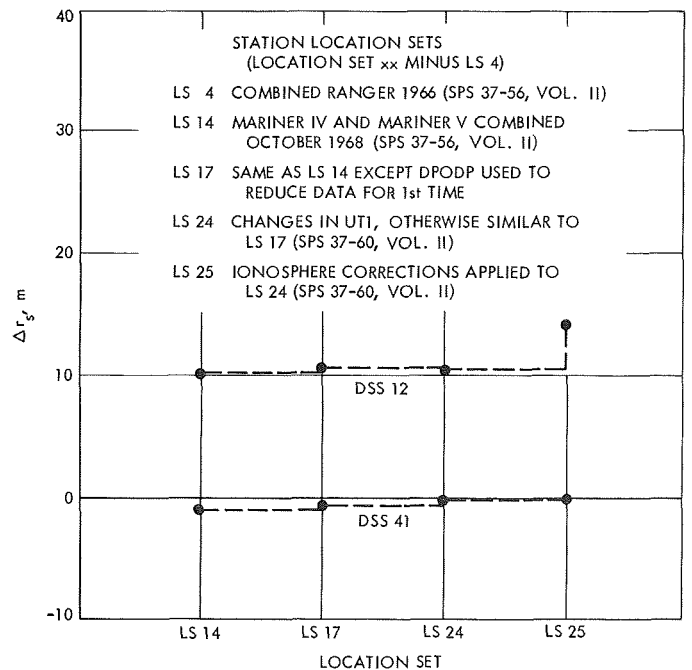 40
STATION LOCATION SETS
(LOCATION SET xx MINUS LS 4)
LS 4 COMBINED RANGER 1966 (SPS 37-56, VOL. II)
LS 14 MARINER IV AND MARINER V COMBINED
OCTOBER 1968 (SPS 37-56, VOL. II)
LS 17 SAME AS LS 14 EXCEPT DPODP USED TO
REDUCE DATA FOR 1st TIME
LS 24 CHANGES IN UT1, OTHERWISE SIMILAR TO
LS 17 (SPS 37-60, VOL. II)
LS 25 IONOSPHERE CORRECTIONS APPLIED TO
LS 24 (SPS 37-60, VOL. II)
30
20
Δr_s, m
10
DSS 12
0
DSS 41
-10
LS 14 LS 17 LS 24 LS 25
LOCATION SET